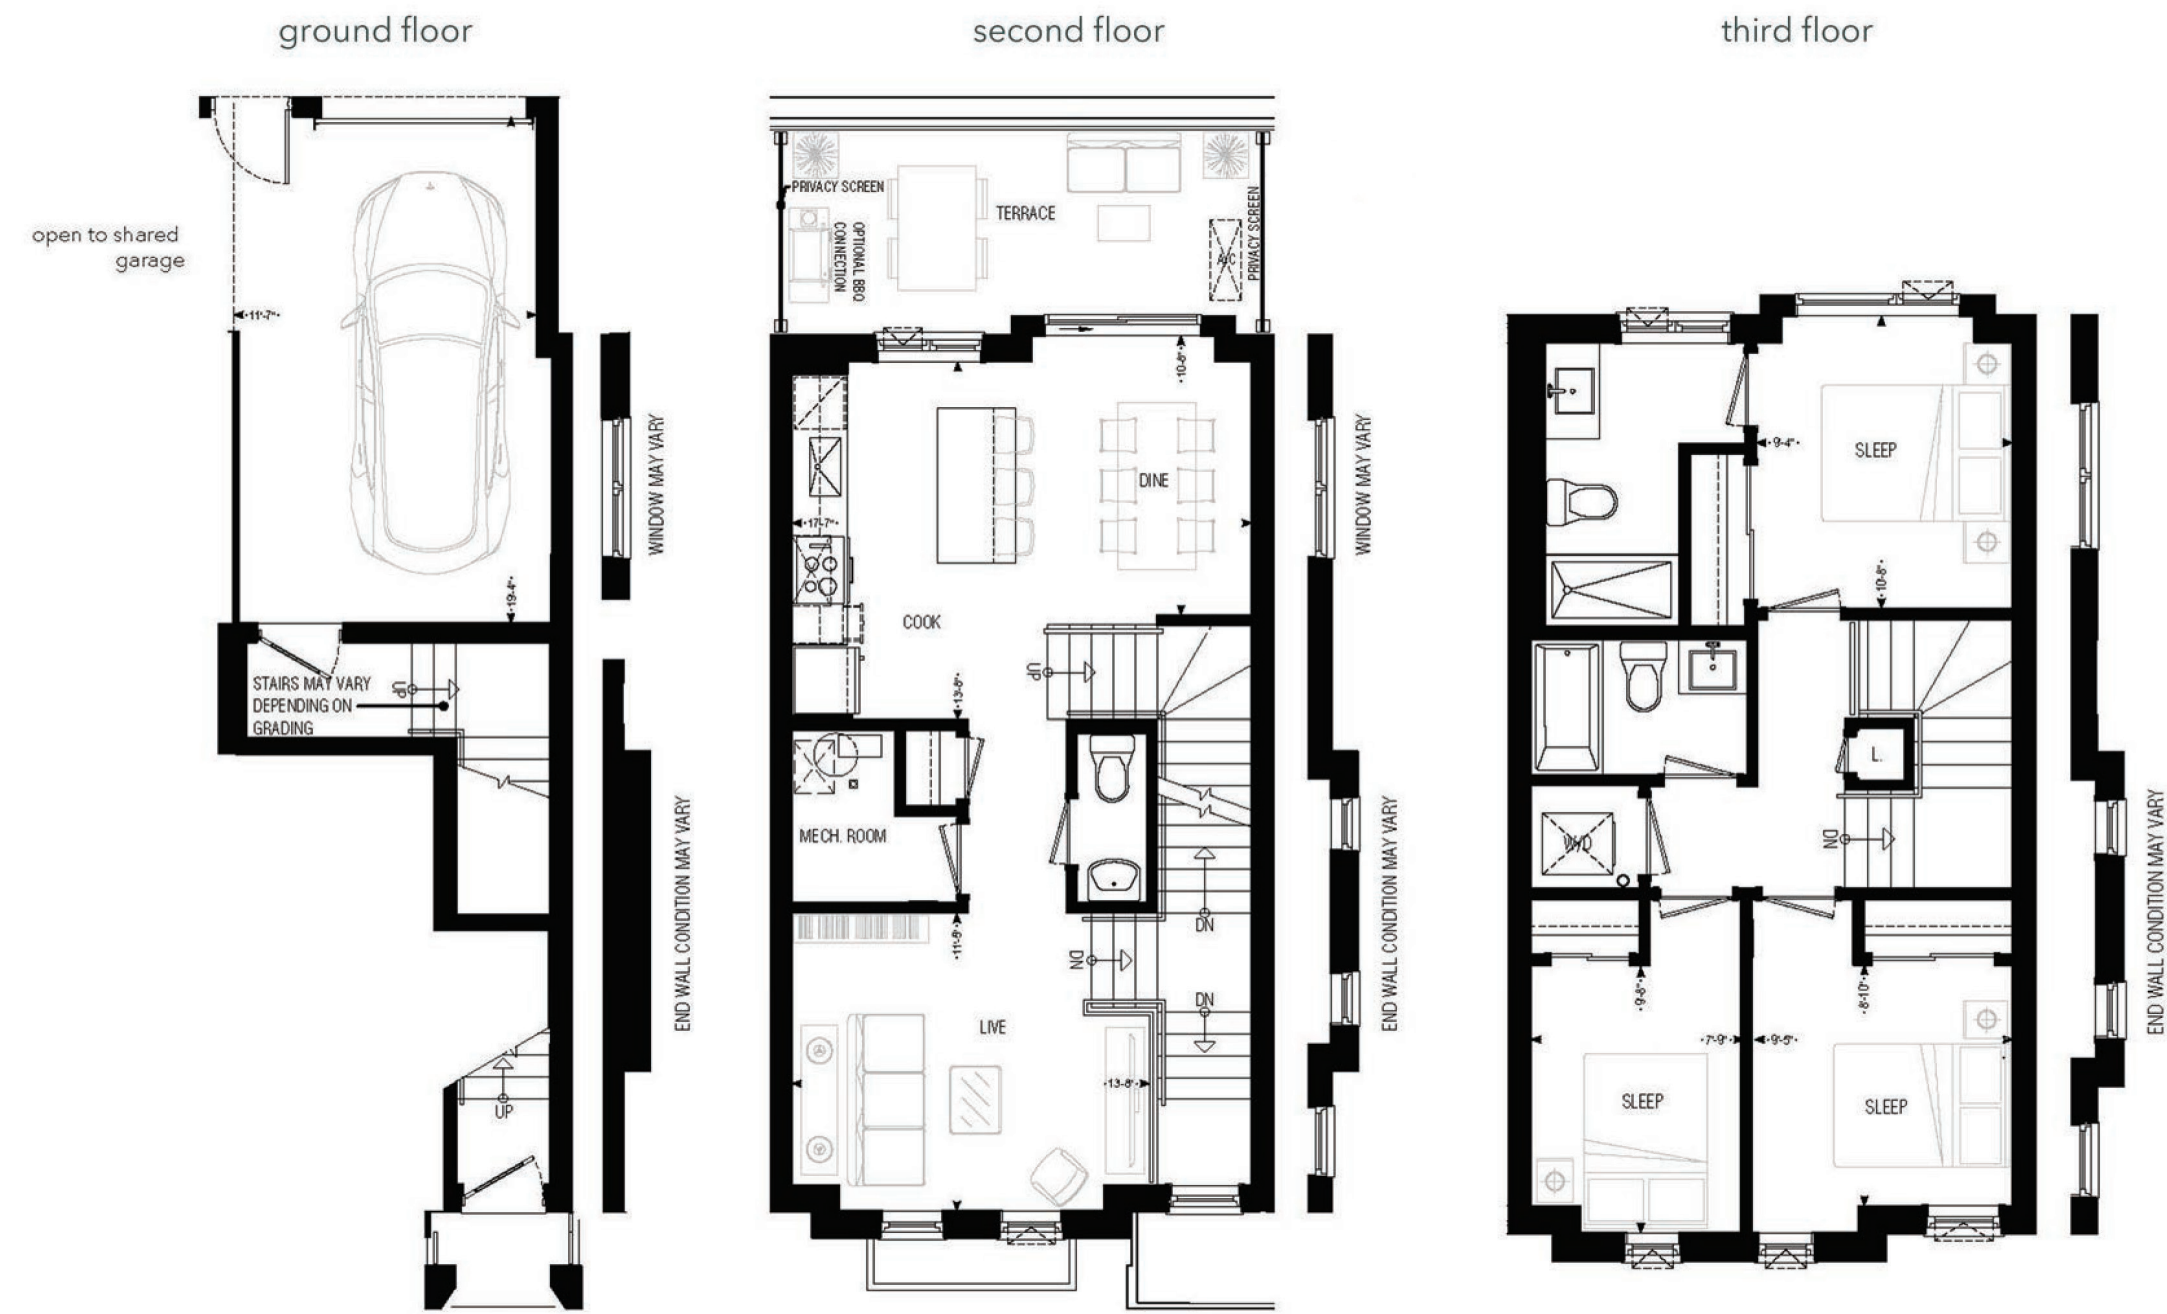 ground floor
open to shared
garage
11'-7"
19'-4"
STAIRS MAY VARY
DEPENDING ON
GRADING
UP
UP
WINDOW MAY VARY
END WALL CONDITION MAY VARY
second floor
PRIVACY SCREEN
TERRACE
OPTIONAL BBQ
CONNECTION
A/C
PRIVACY SCREEN
10'-8"
DINE
17'-7"
COOK
UP
13'-8"
MECH. ROOM
11'-8"
DN
DN
DN
LIVE
13'-8"
WINDOW MAY VARY
END WALL CONDITION MAY VARY
third floor
9'-4"
SLEEP
10'-8"
L.
W/D
DN
9'-8"
8'-10"
7'-9"
9'-5"
SLEEP
SLEEP
END WALL CONDITION MAY VARY